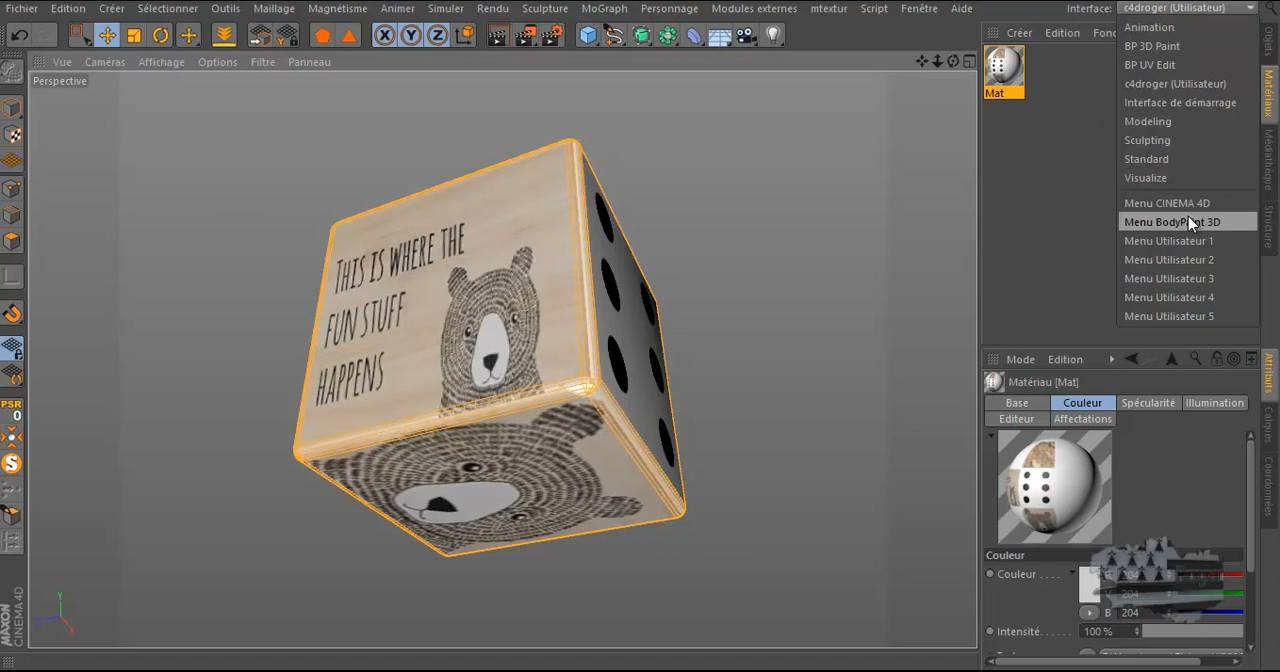 Fichier Edition Créer Sélectionner Outils Maillage Magnétisme Animer Simuler Rendu Sculpture MoGraph Personnage Modules externes mtextur Script Fenêtre Aide Interface: c4droger (Utilisateur)
Vue Caméras Affichage Options Filtre Panneau
Perspective
Créer Edition
Mat
Animation
BP 3D Paint
BP UV Edit
c4droger (Utilisateur)
Interface de démarrage
Modeling
Sculpting
Standard
Visualize
Menu CINEMA 4D
Menu BodyPaint 3D
Menu Utilisateur 1
Menu Utilisateur 2
Menu Utilisateur 3
Menu Utilisateur 4
Menu Utilisateur 5
Objets
Matériaux
Médiathèque
Structure
X Y Z
THIS IS WHERE THE
FUN STUFF
HAPPENS
PSR
0
S
Y
X
MAXON
CINEMA 4D
Mode Edition
Matériau [Mat]
Base Couleur Spécularité Illumination
Editeur Affectations
Attributs
Calques
Coordonnées
Couleur
Couleur . . . . R 204
V 204
B 204
Intensité. . . . . . 100 %